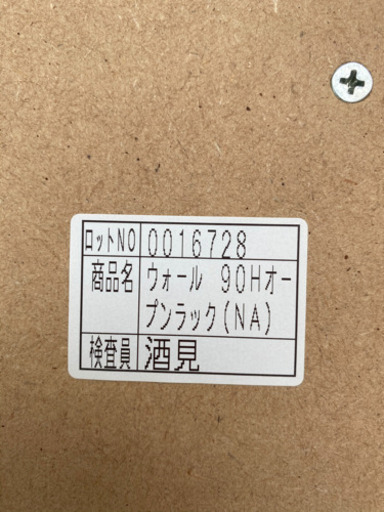 ロットNO 0016728
商品名 ウォール 90Hオー
プンラック(NA)
検査員 酒見